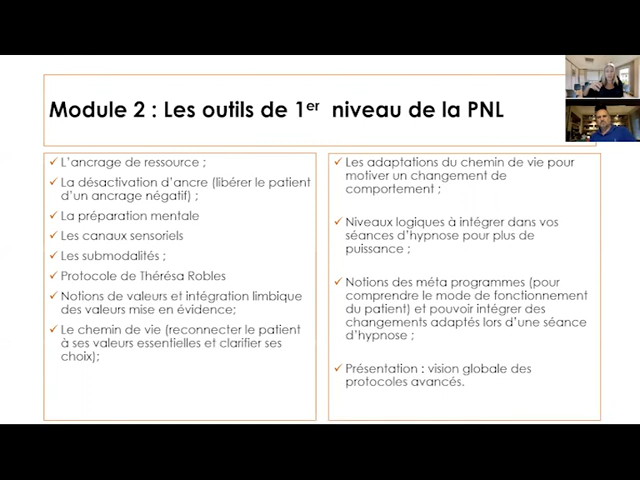 Module 2 : Les outils de 1er niveau de la PNL
✓ L’ancrage de ressource ;
✓ La désactivation d’ancre (libérer le patient
d’un ancrage négatif) ;
✓ La préparation mentale
✓ Les canaux sensoriels
✓ Les submodalités ;
✓ Protocole de Thérésa Robles
✓ Notions de valeurs et intégration limbique
des valeurs mise en évidence;
✓ Le chemin de vie (reconnecter le patient
à ses valeurs essentielles et clarifier ses
choix);
✓ Les adaptations du chemin de vie pour
motiver un changement de
comportement ;
✓ Niveaux logiques à intégrer dans vos
séances d’hypnose pour plus de
puissance ;
✓ Notions des méta programmes (pour
comprendre le mode de fonctionnement
du patient) et pouvoir intégrer des
changements adaptés lors d’une séance
d’hypnose ;
✓ Présentation : vision globale des
protocoles avancés.